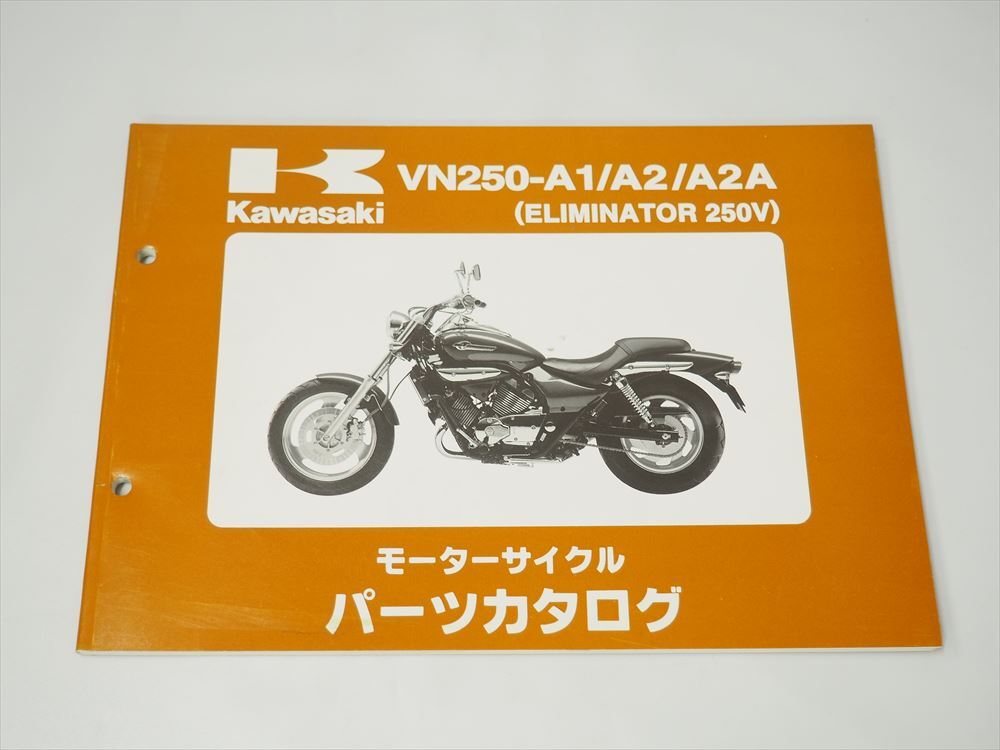 VN250-A1/A2/A2A
Kawasaki
(ELIMINATOR 250V)
モーターサイクル
パーツカタログ